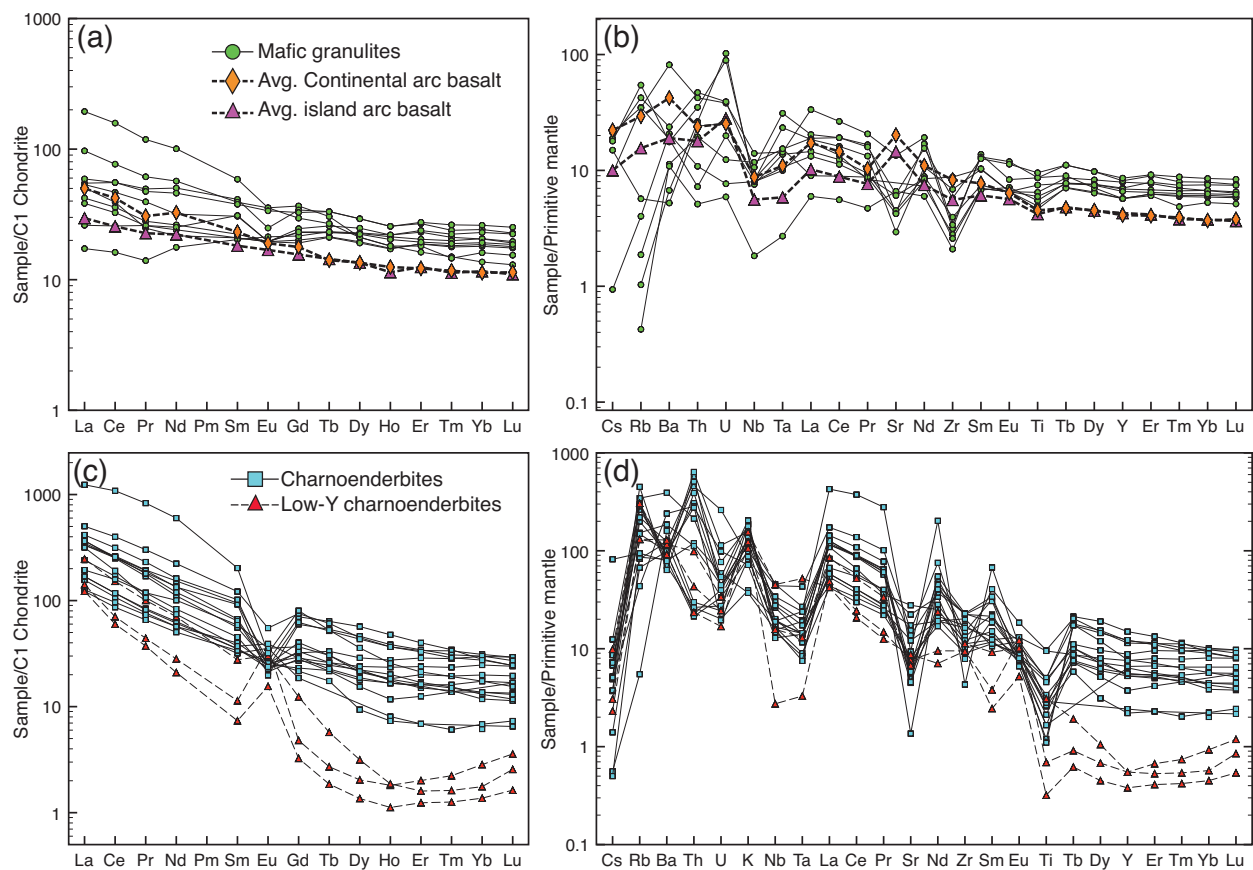 (a)
Mafic granulites
Avg. Continental arc basalt
Avg. island arc basalt
Sample/C1 Chondrite
1000
100
10
1
La Ce Pr Nd Pm Sm Eu Gd Tb Dy Ho Er Tm Yb Lu
(b)
Sample/Primitive mantle
100
10
1
0.1
Cs Rb Ba Th U Nb Ta La Ce Pr Sr Nd Zr Sm Eu Ti Tb Dy Y Er Tm Yb Lu
(c)
Charnoenderbites
Low-Y charnoenderbites
Sample/C1 Chondrite
1000
100
10
1
La Ce Pr Nd Pm Sm Eu Gd Tb Dy Ho Er Tm Yb Lu
(d)
Sample/Primitive mantle
1000
100
10
1
0.1
Cs Rb Ba Th U K Nb Ta La Ce Pr Sr Nd Zr Sm Eu Ti Tb Dy Y Er Tm Yb Lu